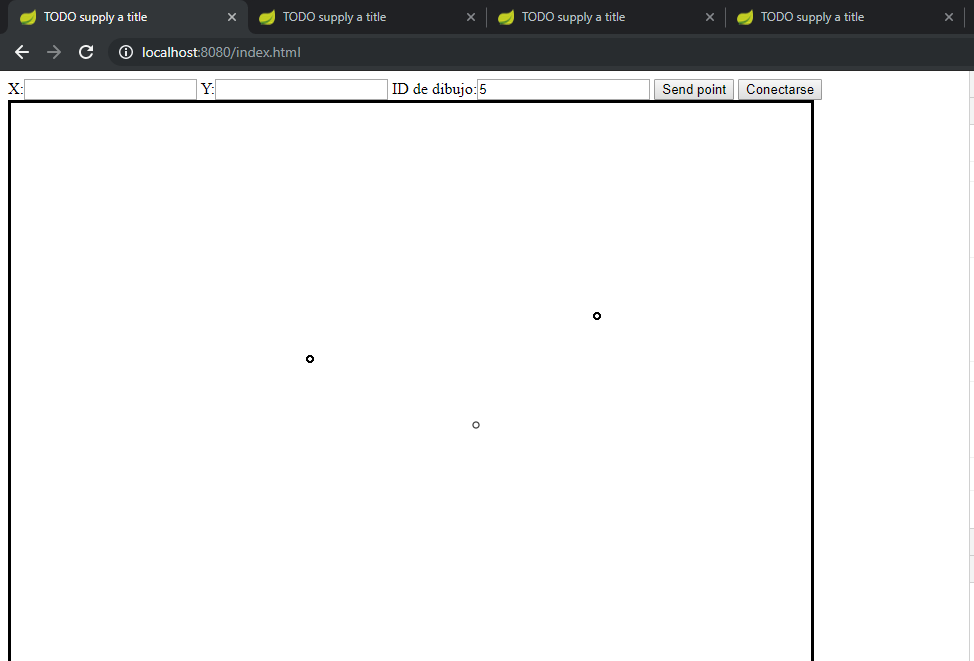 TODO supply a title TODO supply a title TODO supply a title TODO supply a title
localhost:8080/index.html
X: Y: ID de dibujo:5 Send point Conectarse